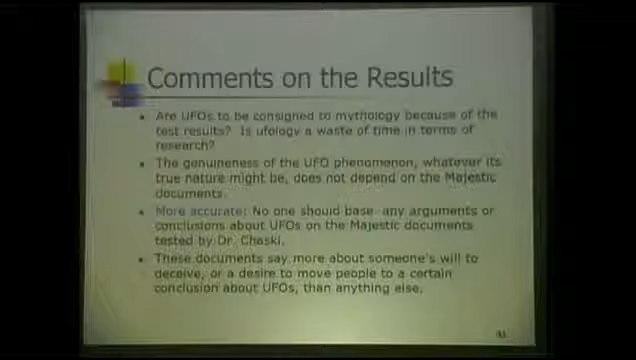 Comments on the Results
Are UFOs to be consigned to mythology because of the
test results? Is ufology a waste of time in terms of
research?
The genuineness of the UFO phenomenon, whatever its
true nature might be, does not depend on the Majestic
documents.
More accurate: No one should base any arguments or
conclusions about UFOs on the Majestic documents
tested by Dr. Chaski.
These documents say more about someone's will to
deceive, or a desire to move people to a certain
conclusion about UFOs, than anything else.